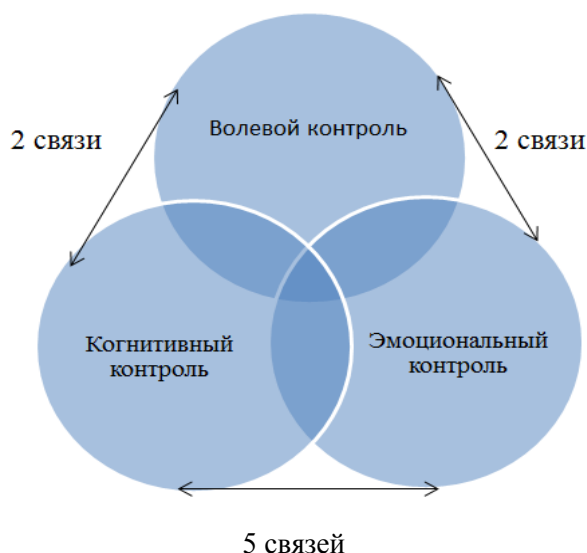 Волевой контроль
2 связи
2 связи
Когнитивный
контроль
Эмоциональный
контроль
5 связей